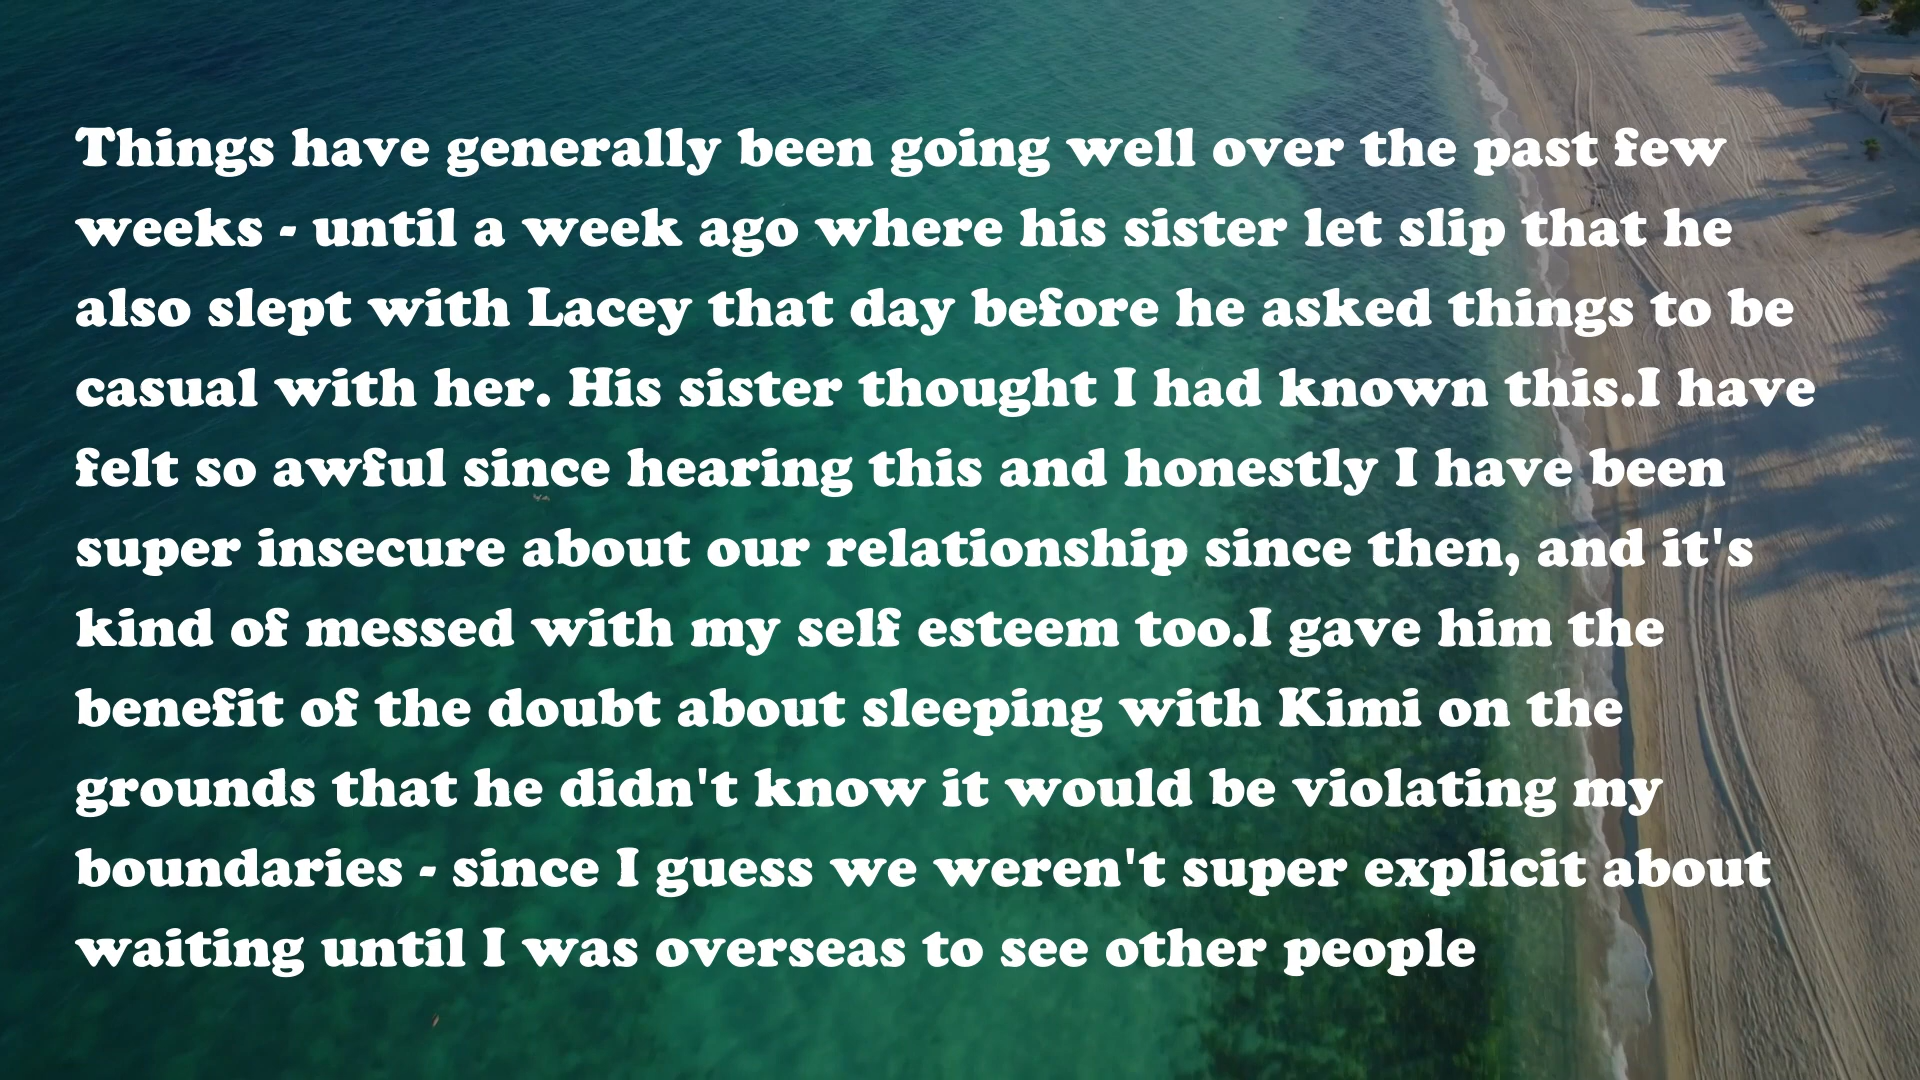 Things have generally been going well over the past few
weeks - until a week ago where his sister let slip that he
also slept with Lacey that day before he asked things to be
casual with her. His sister thought I had known this.I have
felt so awful since hearing this and honestly I have been
super insecure about our relationship since then, and it's
kind of messed with my self esteem too.I gave him the
benefit of the doubt about sleeping with Kimi on the
grounds that he didn't know it would be violating my
boundaries - since I guess we weren't super explicit about
waiting until I was overseas to see other people